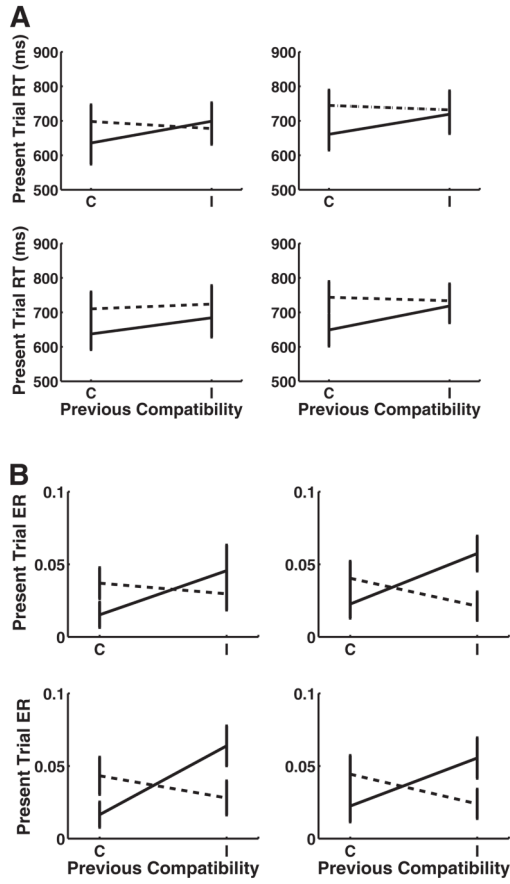 A
Present Trial RT (ms)
900
800
700
600
500
C
I
900
800
700
600
500
C
I
Present Trial RT (ms)
900
800
700
600
500
C
I
Previous Compatibility
900
800
700
600
500
C
I
Previous Compatibility
B
Present Trial ER
0.1
0.05
0
C
I
0.1
0.05
0
C
I
Present Trial ER
0.1
0.05
0
C
I
Previous Compatibility
0.1
0.05
0
C
I
Previous Compatibility